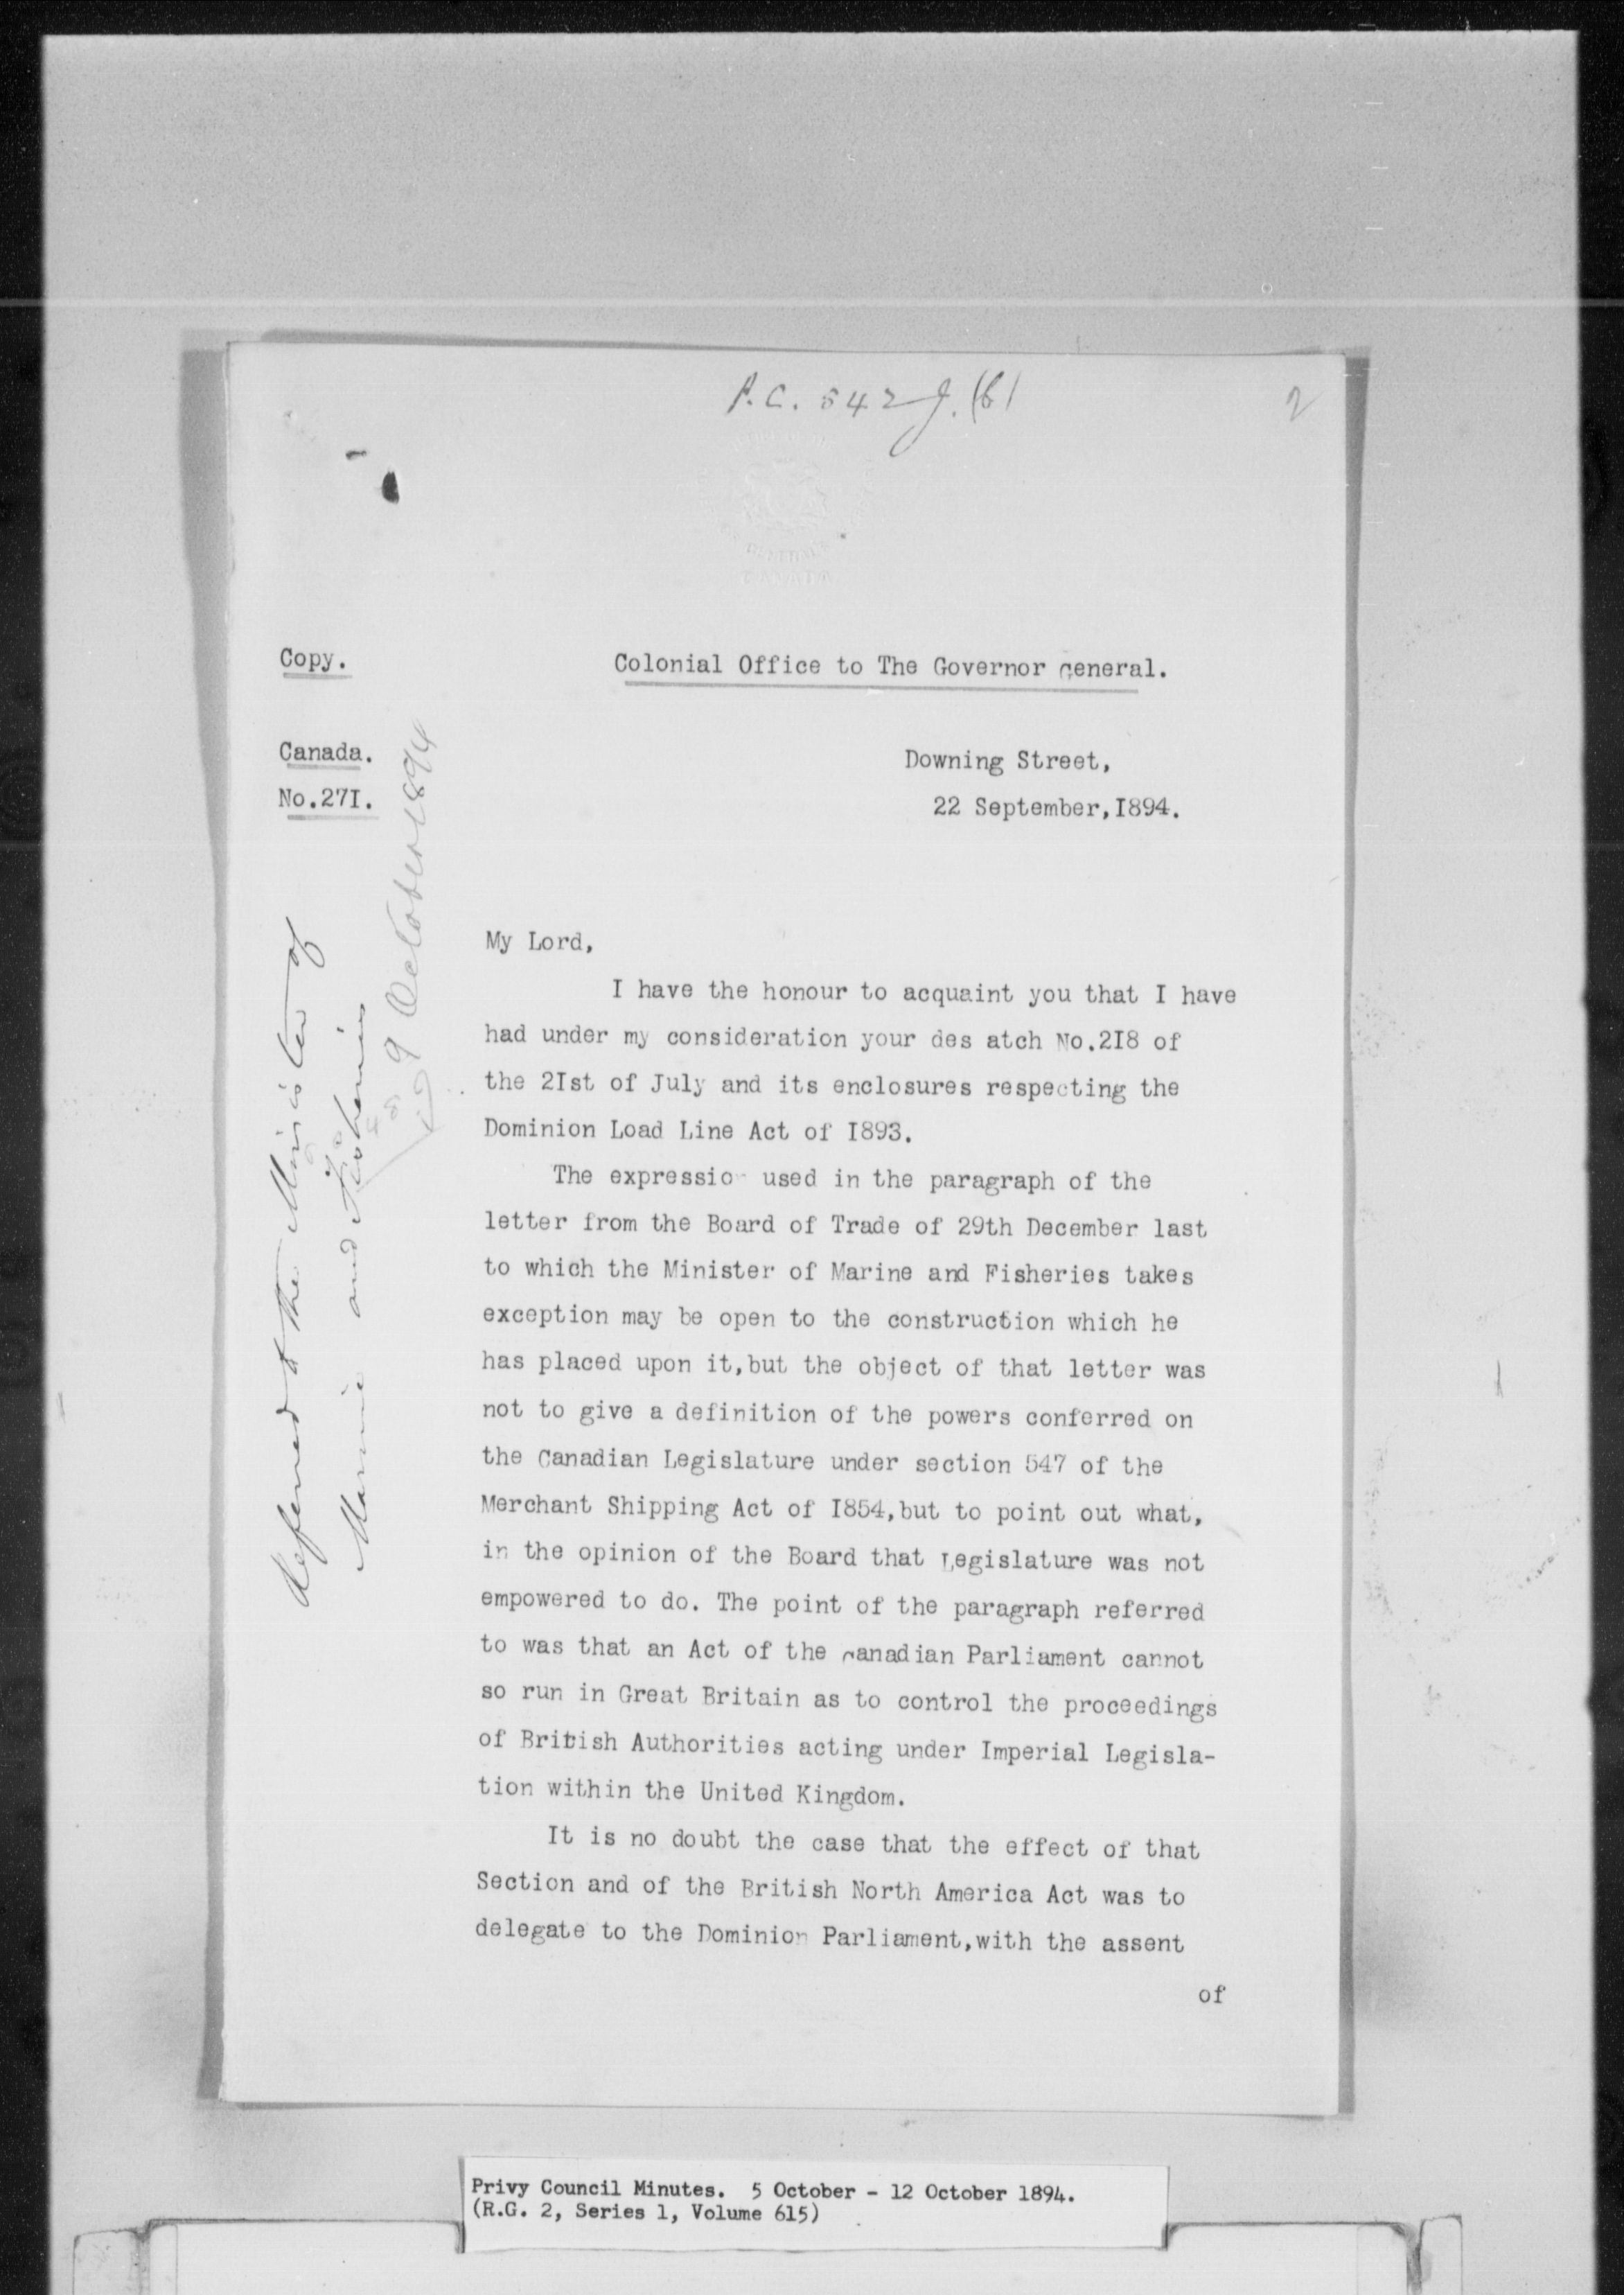 P.C. 342 g. (6)
2
Copy.
Colonial Office to The Governor General.
Canada.
No.27I.
Downing Street,
22 September, I894.
Referred to the Minister of
Marine and Fisheries
9 October 1894
My Lord,
I have the honour to acquaint you that I have
had under my consideration your des atch No.2I8 of
the 2Ist of July and its enclosures respecting the
Dominion Load Line Act of I893.
The expression used in the paragraph of the
letter from the Board of Trade of 29th December last
to which the Minister of Marine and Fisheries takes
exception may be open to the construction which he
has placed upon it,but the object of that letter was
not to give a definition of the powers conferred on
the Canadian Legislature under section 547 of the
Merchant Shipping Act of I854,but to point out what,
in the opinion of the Board that Legislature was not
empowered to do. The point of the paragraph referred
to was that an Act of the Canadian Parliament cannot
so run in Great Britain as to control the proceedings
of British Authorities acting under Imperial Legisla-
tion within the United Kingdom.
It is no doubt the case that the effect of that
Section and of the British North America Act was to
delegate to the Dominion Parliament,with the assent
of
Privy Council Minutes. 5 October - 12 October 1894.
(R.G. 2, Series 1, Volume 615)